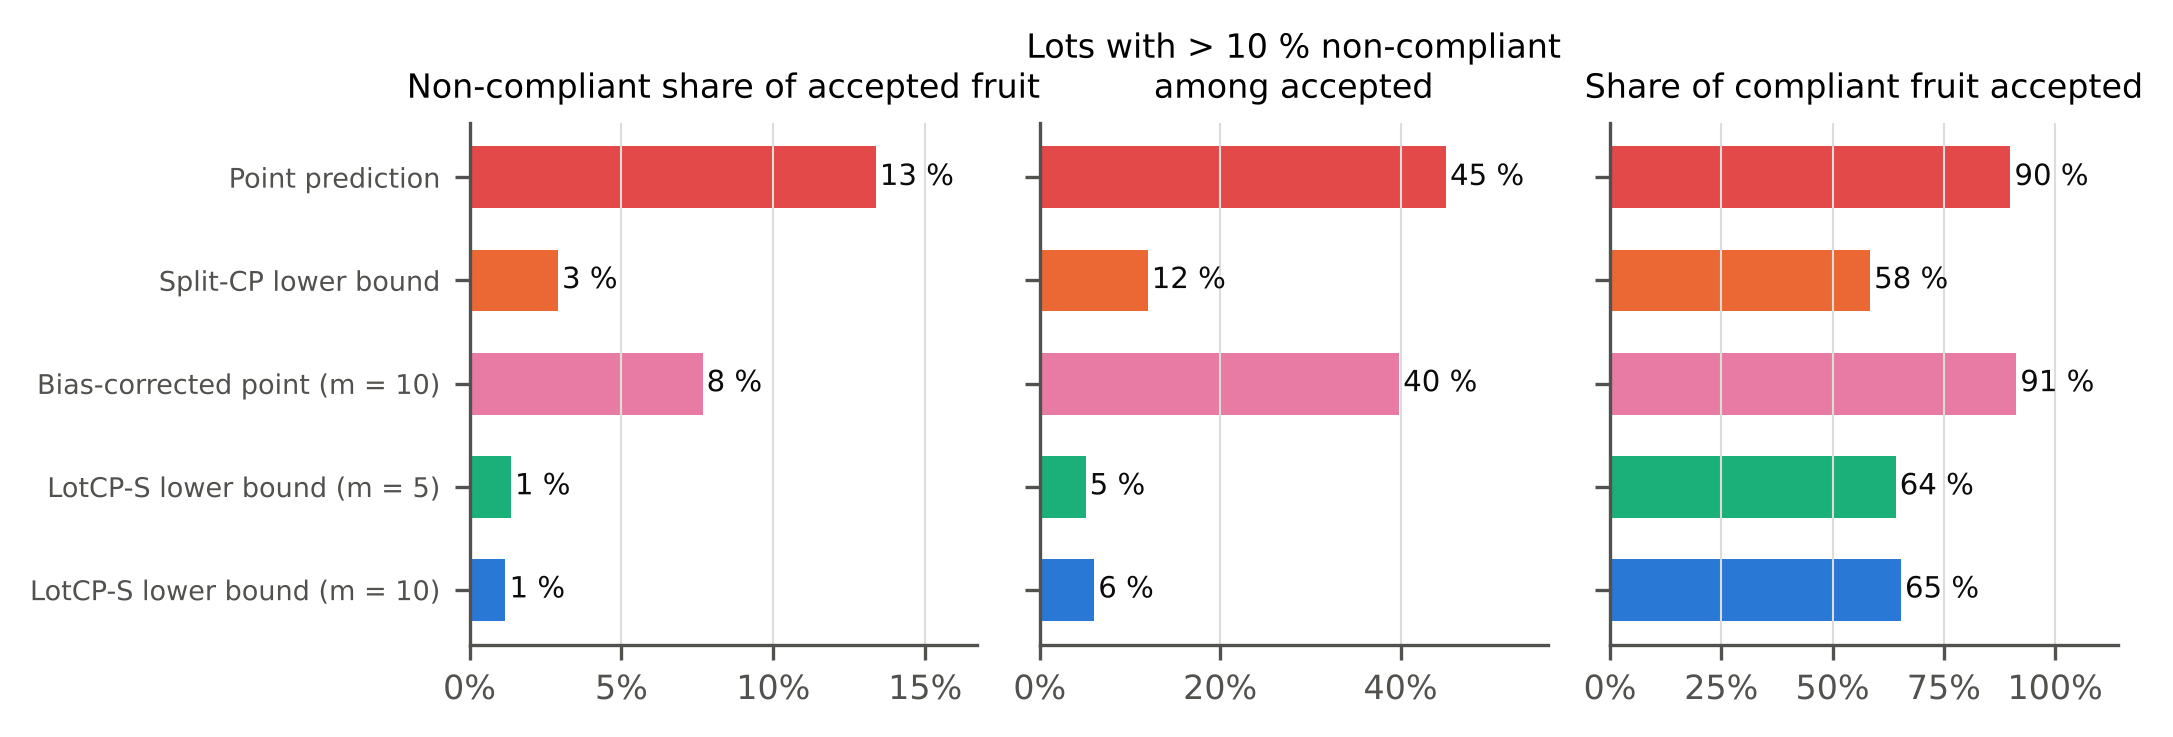 Non-compliant share of accepted fruit
Lots with > 10 % non-compliant
among accepted
Share of compliant fruit accepted
Point prediction
Split-CP lower bound
Bias-corrected point (m = 10)
LotCP-S lower bound (m = 5)
LotCP-S lower bound (m = 10)
13 %
3 %
8 %
1 %
1 %
0% 5% 10% 15%
45 %
12 %
40 %
5 %
6 %
0% 20% 40%
90 %
58 %
91 %
64 %
65 %
0% 25% 50% 75% 100%